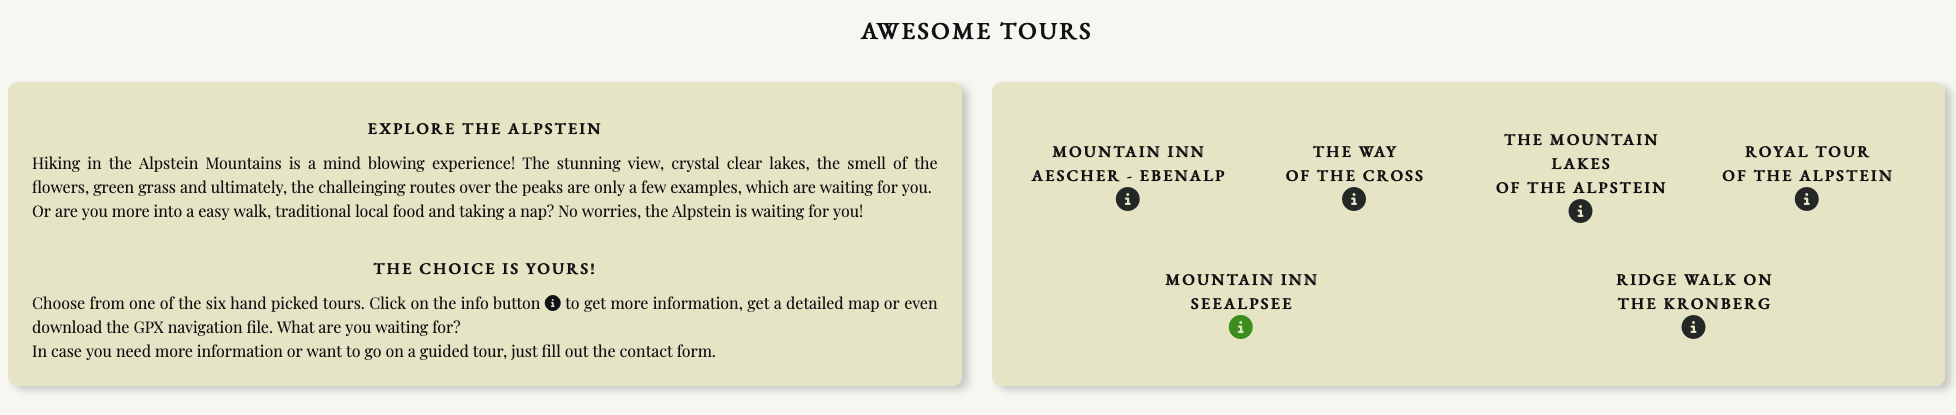 AWESOME TOURS
EXPLORE THE ALPSTEIN
Hiking in the Alpstein Mountains is a mind blowing experience! The stunning view, crystal clear lakes, the smell of the
flowers, green grass and ultimately, the challeinging routes over the peaks are only a few examples, which are waiting for you.
Or are you more into a easy walk, traditional local food and taking a nap? No worries, the Alpstein is waiting for you!
THE CHOICE IS YOURS!
Choose from one of the six hand picked tours. Click on the info button i to get more information, get a detailed map or even
download the GPX navigation file. What are you waiting for?
In case you need more information or want to go on a guided tour, just fill out the contact form.
MOUNTAIN INN
AESCHER - EBENALP
i
THE WAY
OF THE CROSS
i
THE MOUNTAIN
LAKES
OF THE ALPSTEIN
i
ROYAL TOUR
OF THE ALPSTEIN
i
MOUNTAIN INN
SEEALPSEE
i
RIDGE WALK ON
THE KRONBERG
i